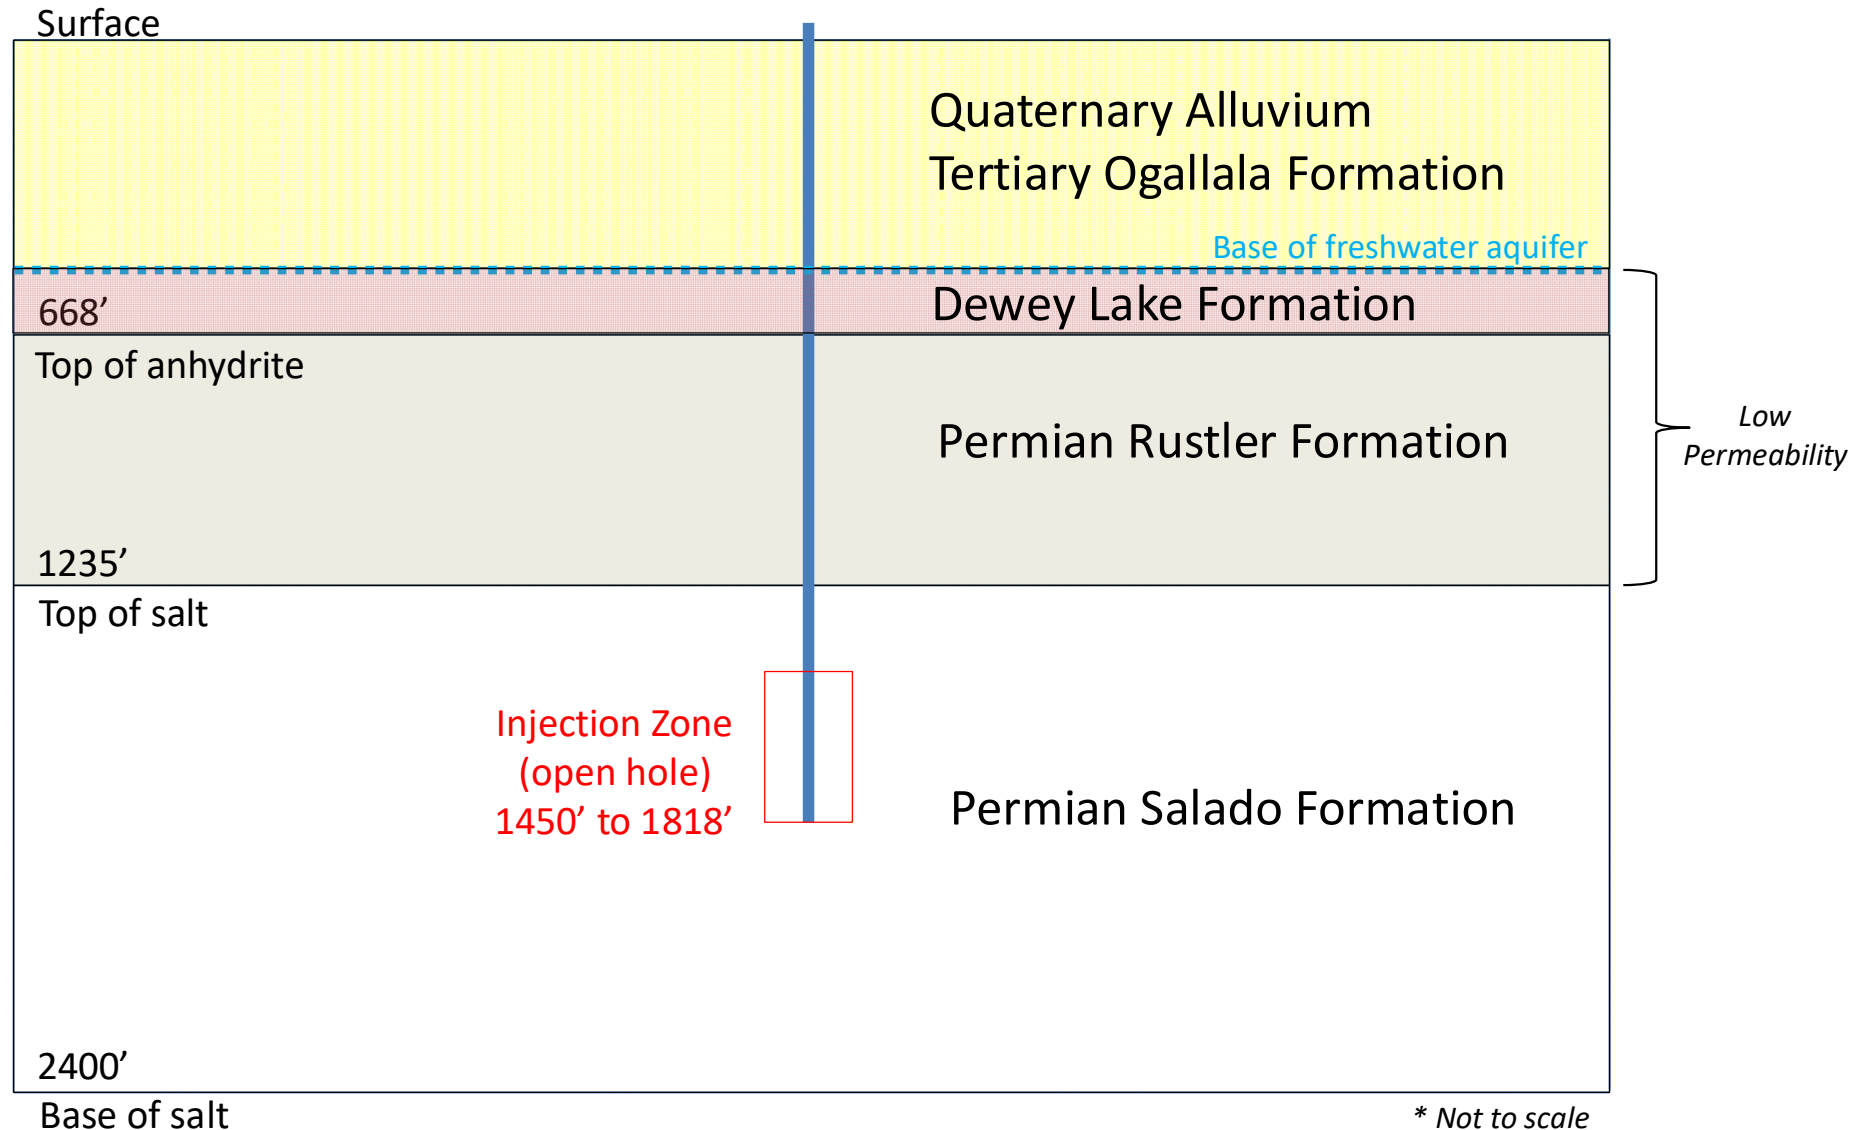 Surface
Quaternary Alluvium
Tertiary Ogallala Formation
Base of freshwater aquifer
668’
Dewey Lake Formation
Top of anhydrite
Low
Permeability
Permian Rustler Formation
1235’
Top of salt
Injection Zone
(open hole)
1450’ to 1818’
Permian Salado Formation
2400’
Base of salt
* Not to scale